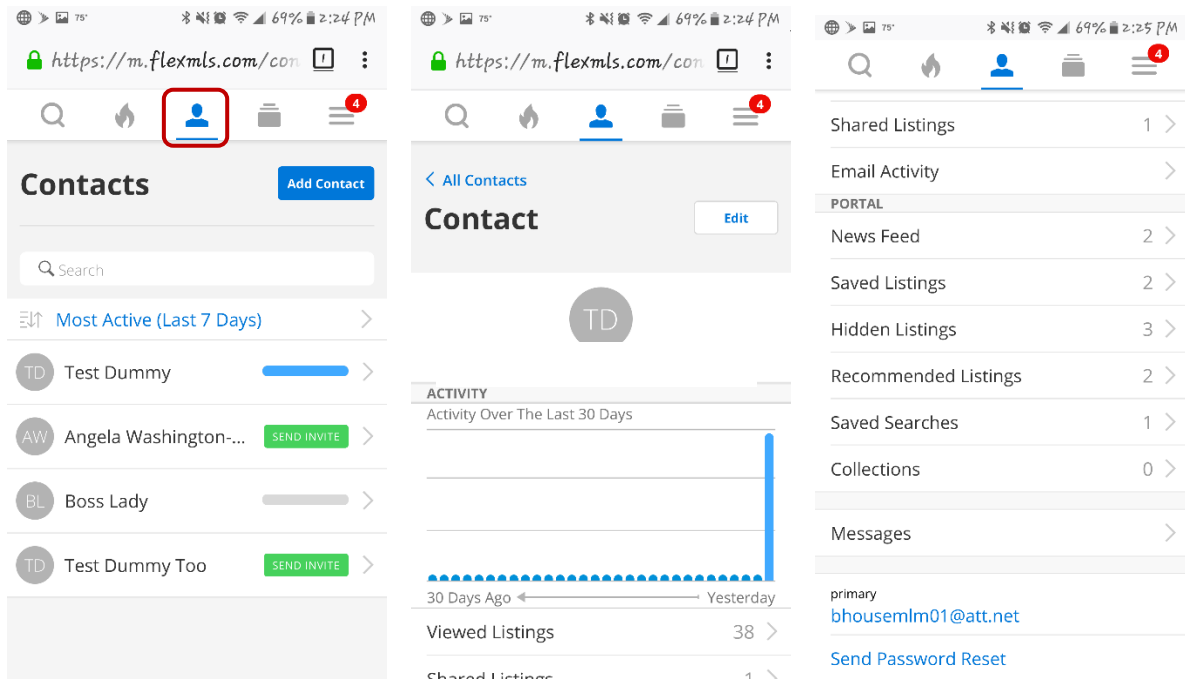 75°
69% 2:24 PM
https://m.flexmls.com/con
1
4
Contacts
Add Contact
Search
Most Active (Last 7 Days)
TD
Test Dummy
AW
Angela Washington-...
SEND INVITE
BL
Boss Lady
TD
Test Dummy Too
SEND INVITE
75°
69% 2:24 PM
https://m.flexmls.com/con
1
4
All Contacts
Contact
Edit
TD
ACTIVITY
Activity Over The Last 30 Days
30 Days Ago
Yesterday
Viewed Listings 38
Shared Listings 1
75°
69% 2:25 PM
4
Shared Listings 1
Email Activity
PORTAL
News Feed 2
Saved Listings 2
Hidden Listings 3
Recommended Listings 2
Saved Searches 1
Collections 0
Messages
primary
bhousemlm01@att.net
Send Password Reset